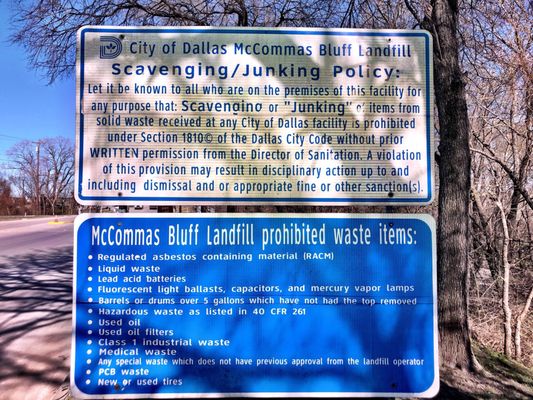 City of Dallas McCommas Bluff Landfill
Scavenging/Junking Policy:
Let it be known to all who are on the premises of this facility for
any purpose that: Scavenging or "Junking" of items from
solid waste received at any City of Dallas facility is prohibited
under Section 1810© of the Dallas City Code without prior
WRITTEN permission from the Director of Sanitation. A violation
of this provision may result in disciplinary action up to and
including dismissal and or appropriate fine or other sanction(s).
McCommas Bluff Landfill prohibited waste items:
• Regulated asbestos containing material (RACM)
• Liquid waste
• Lead acid batteries
• Fluorescent light ballasts, capacitors, and mercury vapor lamps
• Barrels or drums over 5 gallons which have not had the top removed
• Hazardous waste as listed in 40 CFR 261
• Used oil
• Used oil filters
• Class 1 industrial waste
• Medical waste
• Any special waste which does not have previous approval from the landfill operator
• PCB waste
• New or used tires